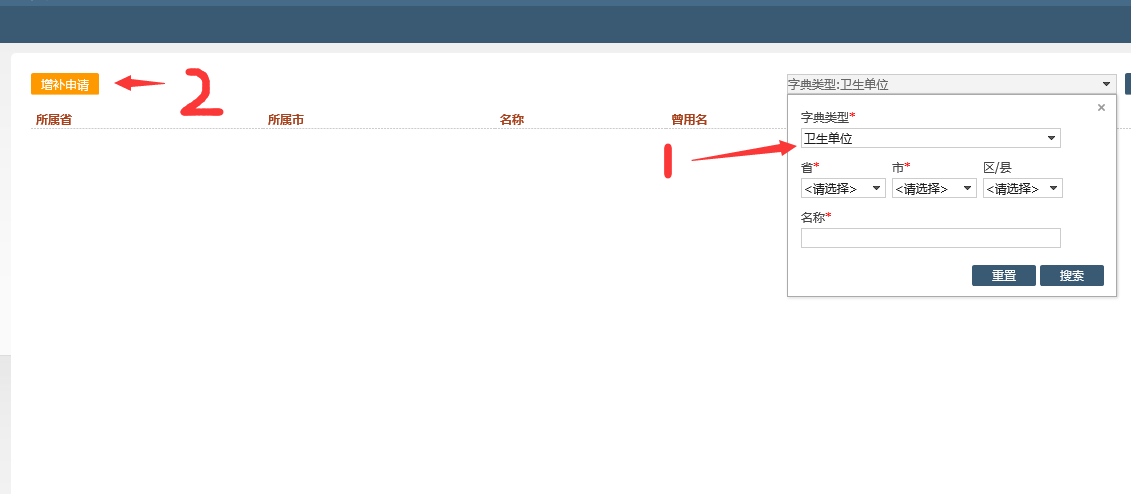 增补申请
2
字典类型:卫生单位
所属省 所属市 名称 曾用名
×
字典类型*
卫生单位
1
省* 市* 区/县
<请选择> <请选择> <请选择>
名称*
重置 搜索